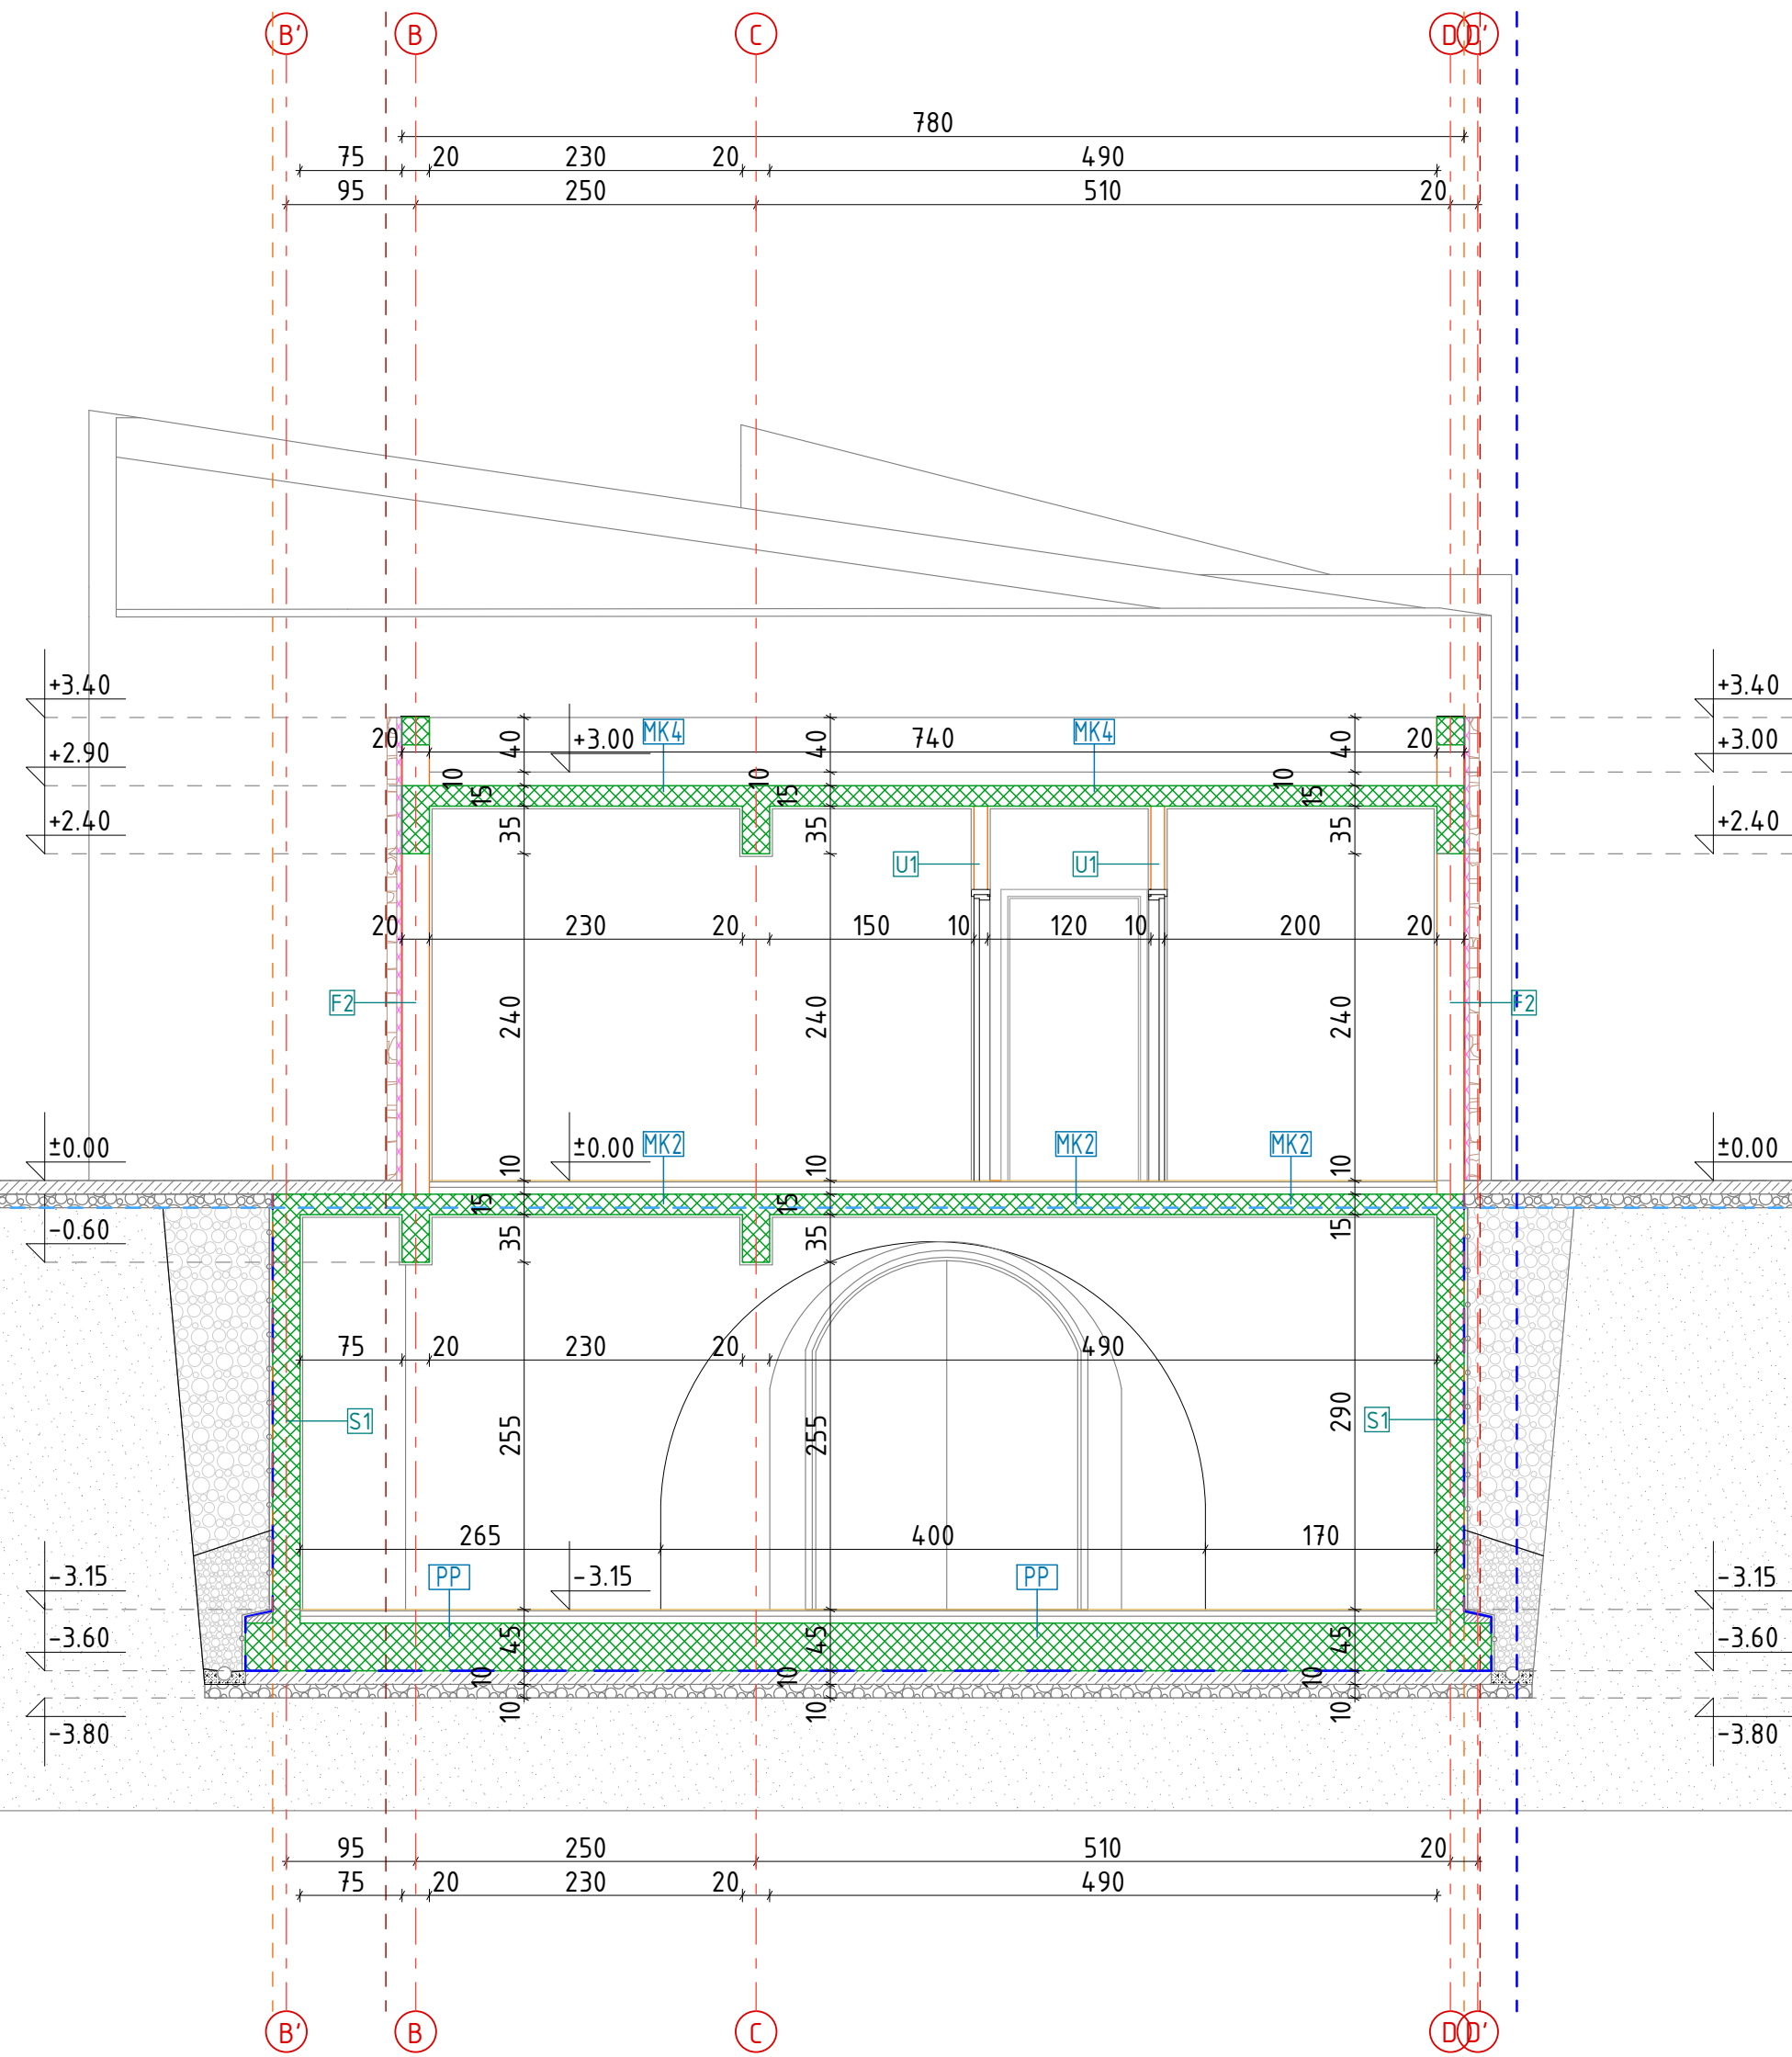 B' B C D D'
780
75 20 230 20 490
95 250 510 20
+3.40 +3.40
20 40 +3.00 MK4 40 740 MK4 40 20 +3.00
+2.90
10 15 10 15 10 15
+2.40 35 35 35 +2.40
U1 U1
20 230 20 150 10 120 10 200 20
F2 240 240 240 F2
±0.00 10 ±0.00 MK2 10 MK2 MK2 ±0.00
15 15 15
-0.60 35 35
75 20 230 20 490
S1 255 255 290 S1
265 400 170
-3.15 PP -3.15 PP -3.15
-3.60 45 45 45 -3.60
10 10 10
10 10 10
-3.80 -3.80
95 250 510 20
75 20 230 20 490
B' B C D D'